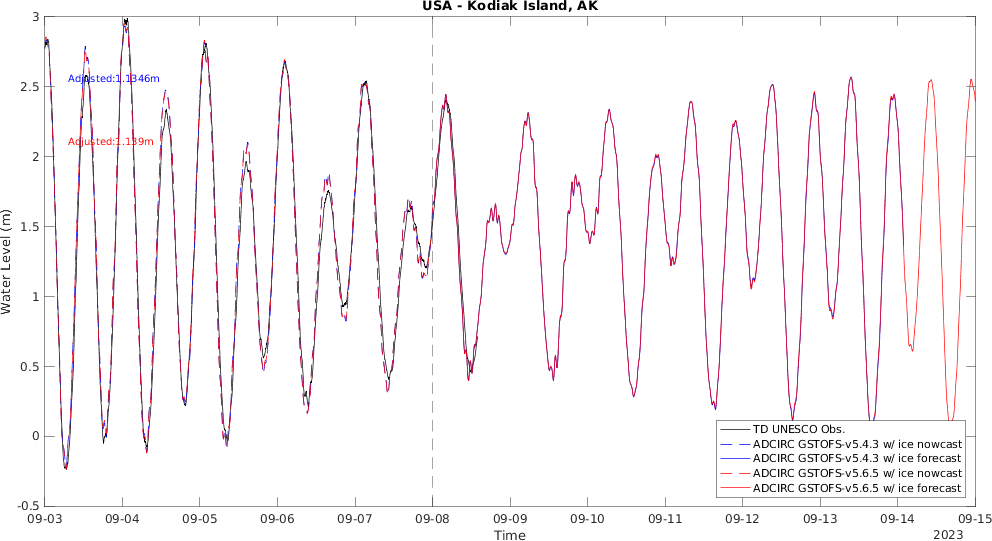 USA - Kodiak Island, AK
3
2.5
2
1.5
1
0.5
0
-0.5
Water Level (m)
Adjusted:1.1346m
Adjusted:1.139m
TD UNESCO Obs.
ADCIRC GSTOFS-v5.4.3 w/ ice nowcast
ADCIRC GSTOFS-v5.4.3 w/ ice forecast
ADCIRC GSTOFS-v5.6.5 w/ ice nowcast
ADCIRC GSTOFS-v5.6.5 w/ ice forecast
09-03 09-04 09-05 09-06 09-07 09-08 09-09 09-10 09-11 09-12 09-13 09-14 09-15
Time
2023